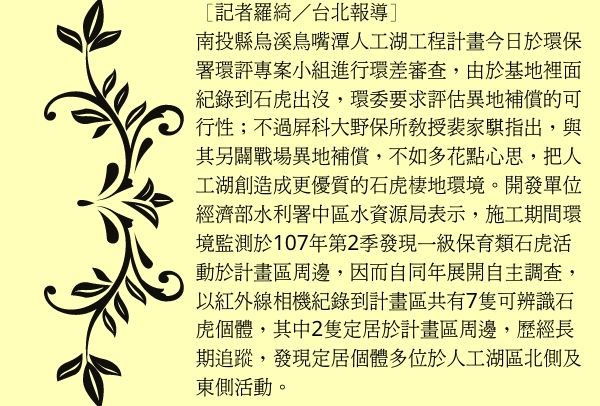 ［記者羅綺／台北報導］
南投縣烏溪鳥嘴潭人工湖工程計畫今日於環保
署環評專案小組進行環差審查，由於基地裡面
紀錄到石虎出沒，環委要求評估異地補償的可
行性；不過屏科大野保所教授裴家騏指出，與
其另闢戰場異地補償，不如多花點心思，把人
工湖創造成更優質的石虎棲地環境。開發單位
經濟部水利署中區水資源局表示，施工期間環
境監測於107年第2季發現一級保育類石虎活
動於計畫區周邊，因而自同年展開自主調查，
以紅外線相機紀錄到計畫區共有7隻可辨識石
虎個體，其中2隻定居於計畫區周邊，歷經長
期追蹤，發現定居個體多位於人工湖區北側及
東側活動。